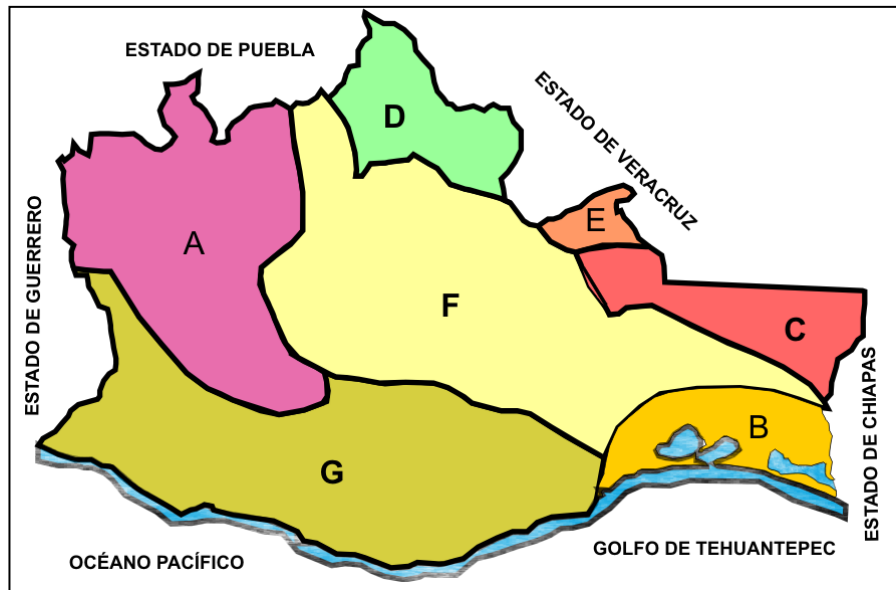 ESTADO DE PUEBLA
D
ESTADO DE VERACRUZ
E
A
ESTADO DE GUERRERO
F
C
ESTADO DE CHIAPAS
B
G
OCÉANO PACÍFICO
GOLFO DE TEHUANTEPEC